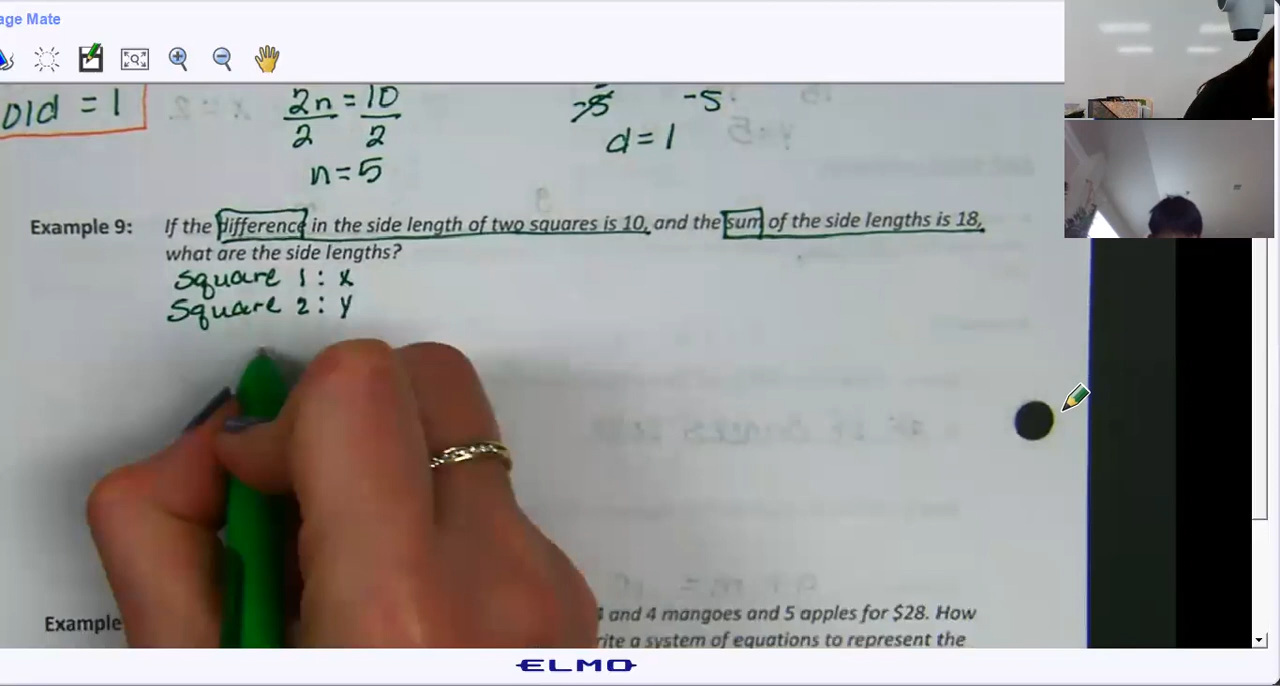 age Mate
old = 1
2n = 10
2 2
n = 5
-5 -5
d = 1
Example 9: If the difference in the side length of two squares is 10, and the sum of the side lengths is 18,
what are the side lengths?
Square 1 : x
Square 2 : y
Example
and 4 mangoes and 5 apples for $28. How
rite a system of equations to represent the
ELMO